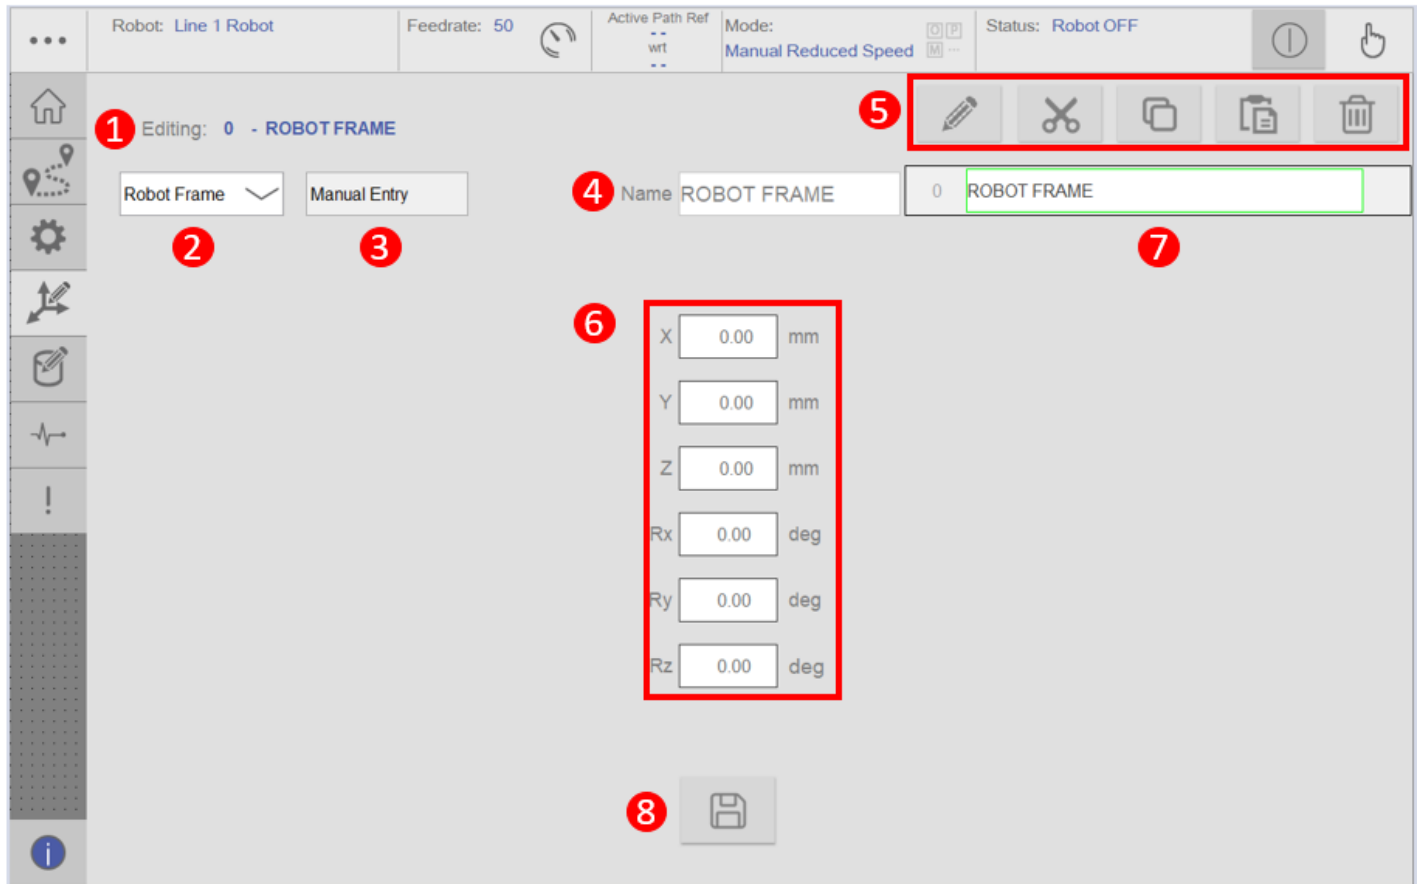 Robot: Line 1 Robot
Feedrate: 50
Active Path Ref
- -
wrt
- -
Mode:
Manual Reduced Speed
O P
M ...
Status: Robot OFF
1 Editing: 0 - ROBOT FRAME
5
Robot Frame
Manual Entry
4 Name ROBOT FRAME
0 ROBOT FRAME
2
3
7
6
X 0.00 mm
Y 0.00 mm
Z 0.00 mm
Rx 0.00 deg
Ry 0.00 deg
Rz 0.00 deg
8
!
i